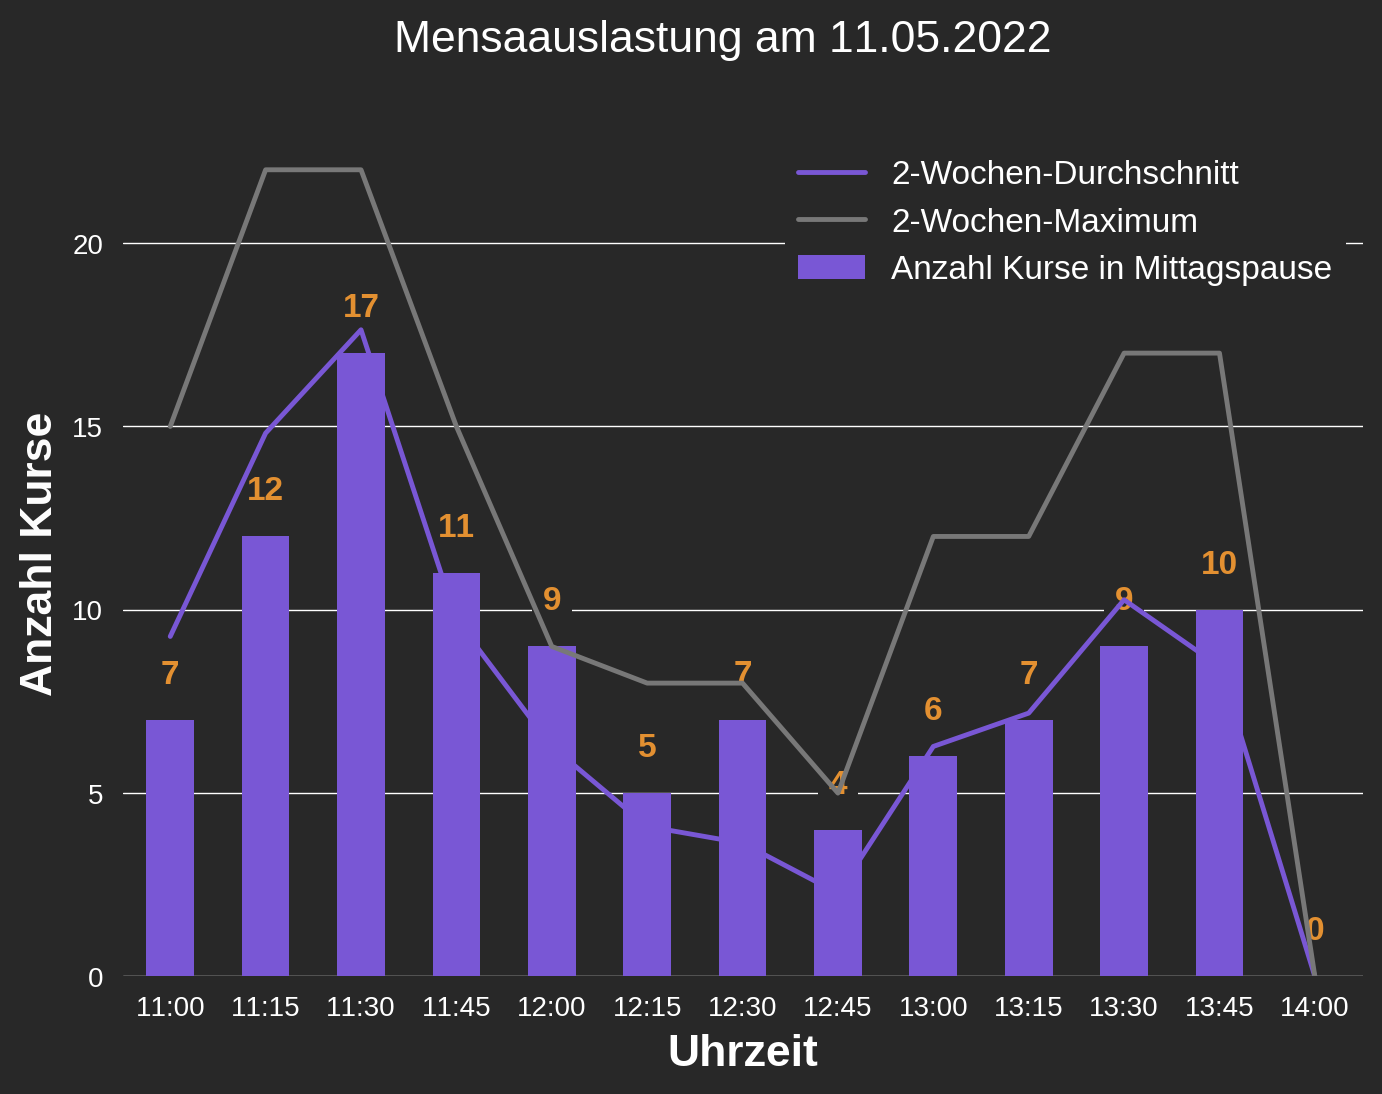 Mensaauslastung am 11.05.2022
2-Wochen-Durchschnitt
2-Wochen-Maximum
Anzahl Kurse in Mittagspause
Anzahl Kurse
20
15
10
5
0
7
12
17
11
9
5
7
4
6
7
9
10
0
11:00 11:15 11:30 11:45 12:00 12:15 12:30 12:45 13:00 13:15 13:30 13:45 14:00
Uhrzeit